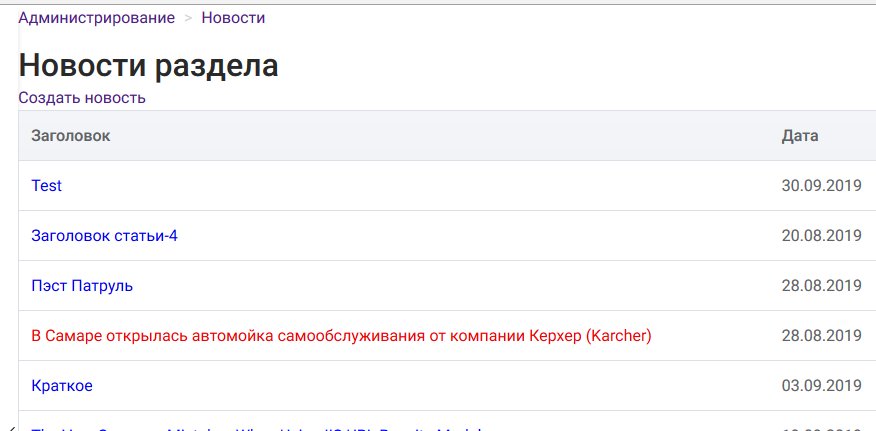 Администрирование > Новости
Новости раздела
Создать новость
Заголовок Дата
Test 30.09.2019
Заголовок статьи-4 20.08.2019
Пэст Патруль 28.08.2019
В Самаре открылась автомойка самообслуживания от компании Керхер (Karcher) 28.08.2019
Краткое 03.09.2019